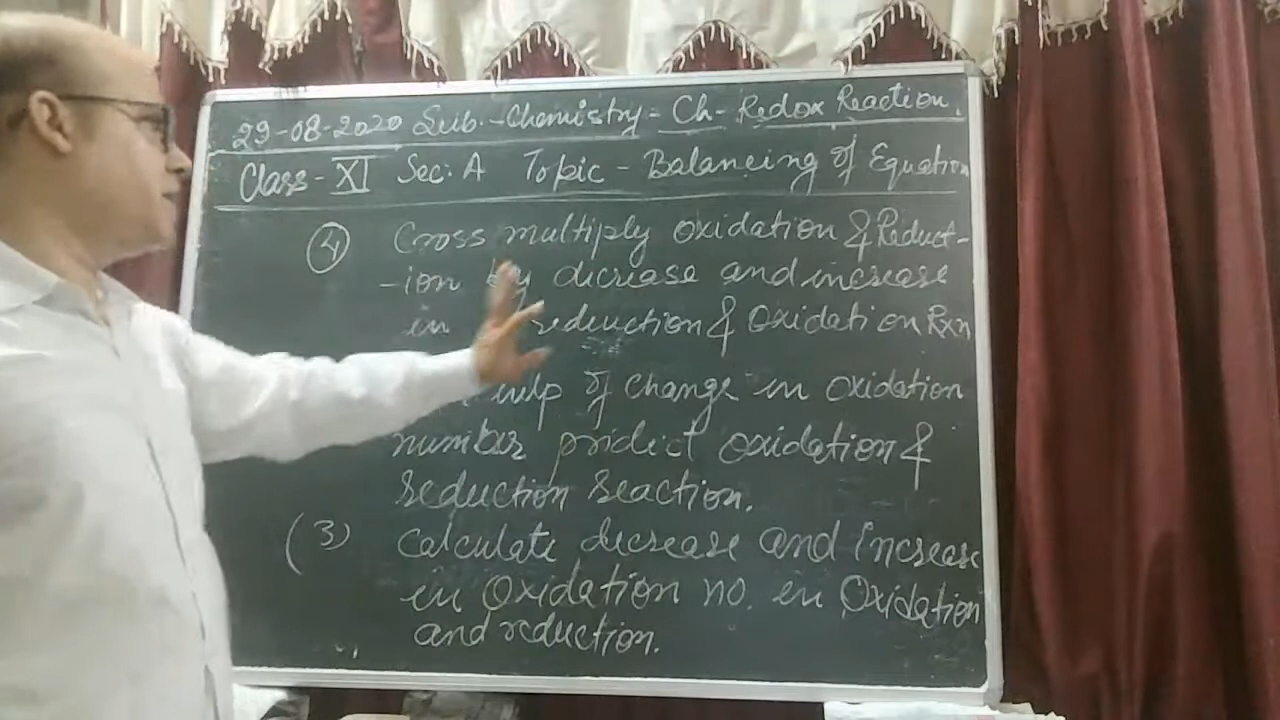 29-08-2020 Sub.-Chemistry - Ch- Redox Reaction.
Class - XI Sec: A Topic - Balancing of Equation
(4) Cross multiply oxidation & Reduct-
-ion by dicrease and increase
in reduction & Oxidation Rxn
help of change in oxidation
number pridict oxidation &
reduction reaction.
(3) Calculate decrease and Increase
in Oxidation no. in Oxidation
and reduction.